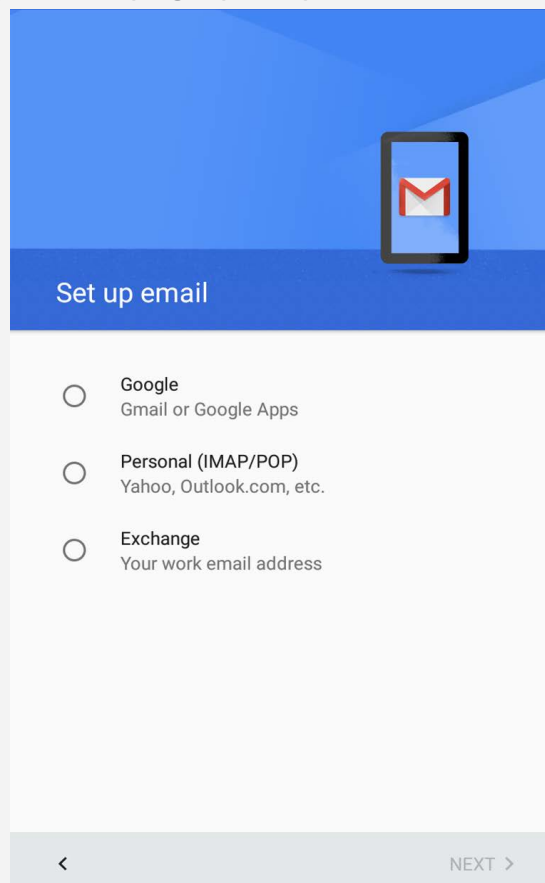 Set up email
Google
Gmail or Google Apps
Personal (IMAP/POP)
Yahoo, Outlook.com, etc.
Exchange
Your work email address
NEXT